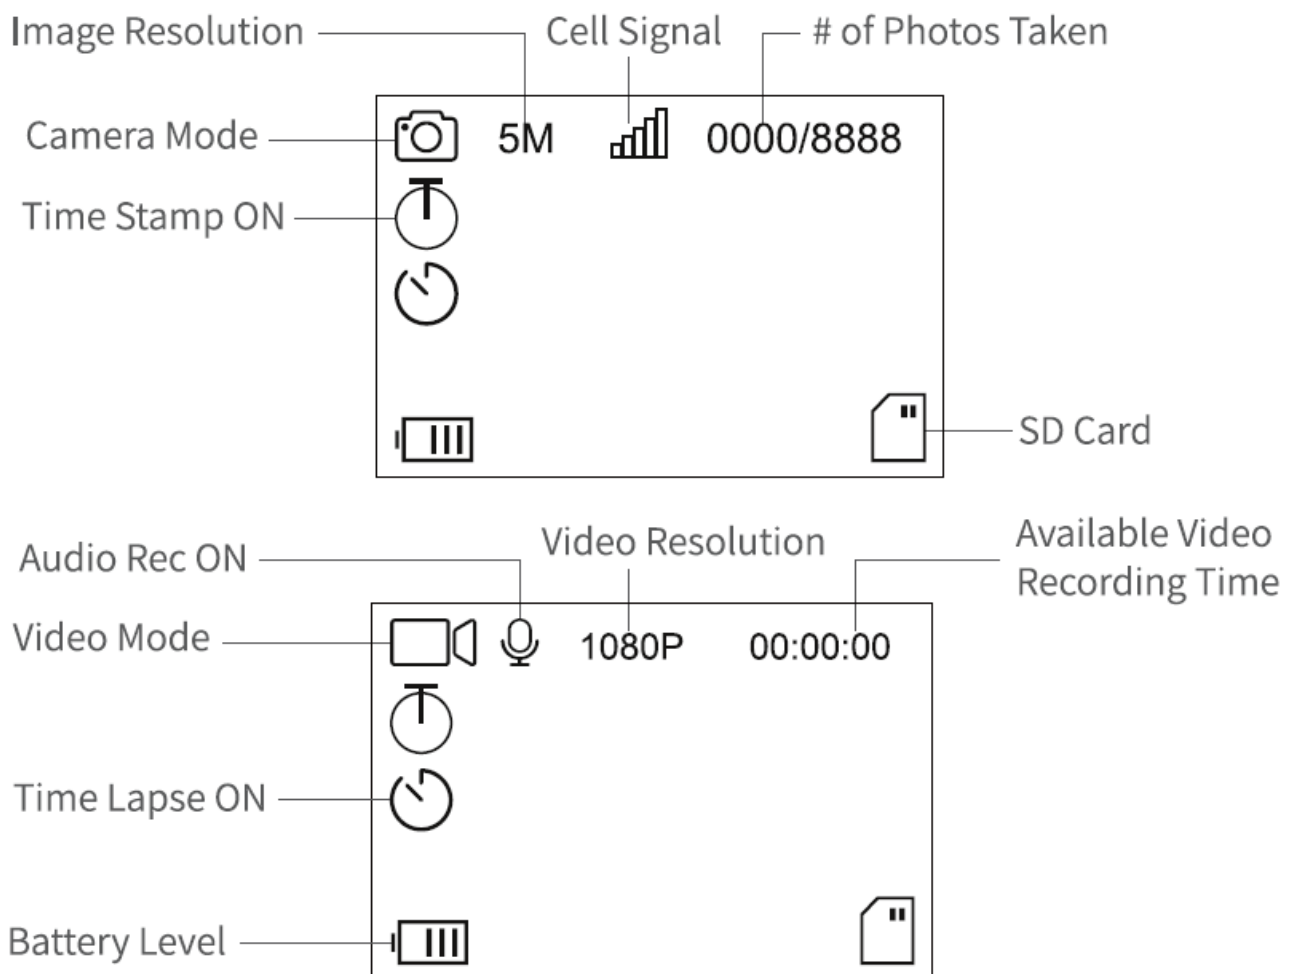 Image Resolution
Cell Signal
# of Photos Taken
Camera Mode
5M
0000/8888
Time Stamp ON
SD Card
Audio Rec ON
Video Resolution
Available Video
Recording Time
Video Mode
1080P
00:00:00
Time Lapse ON
Battery Level